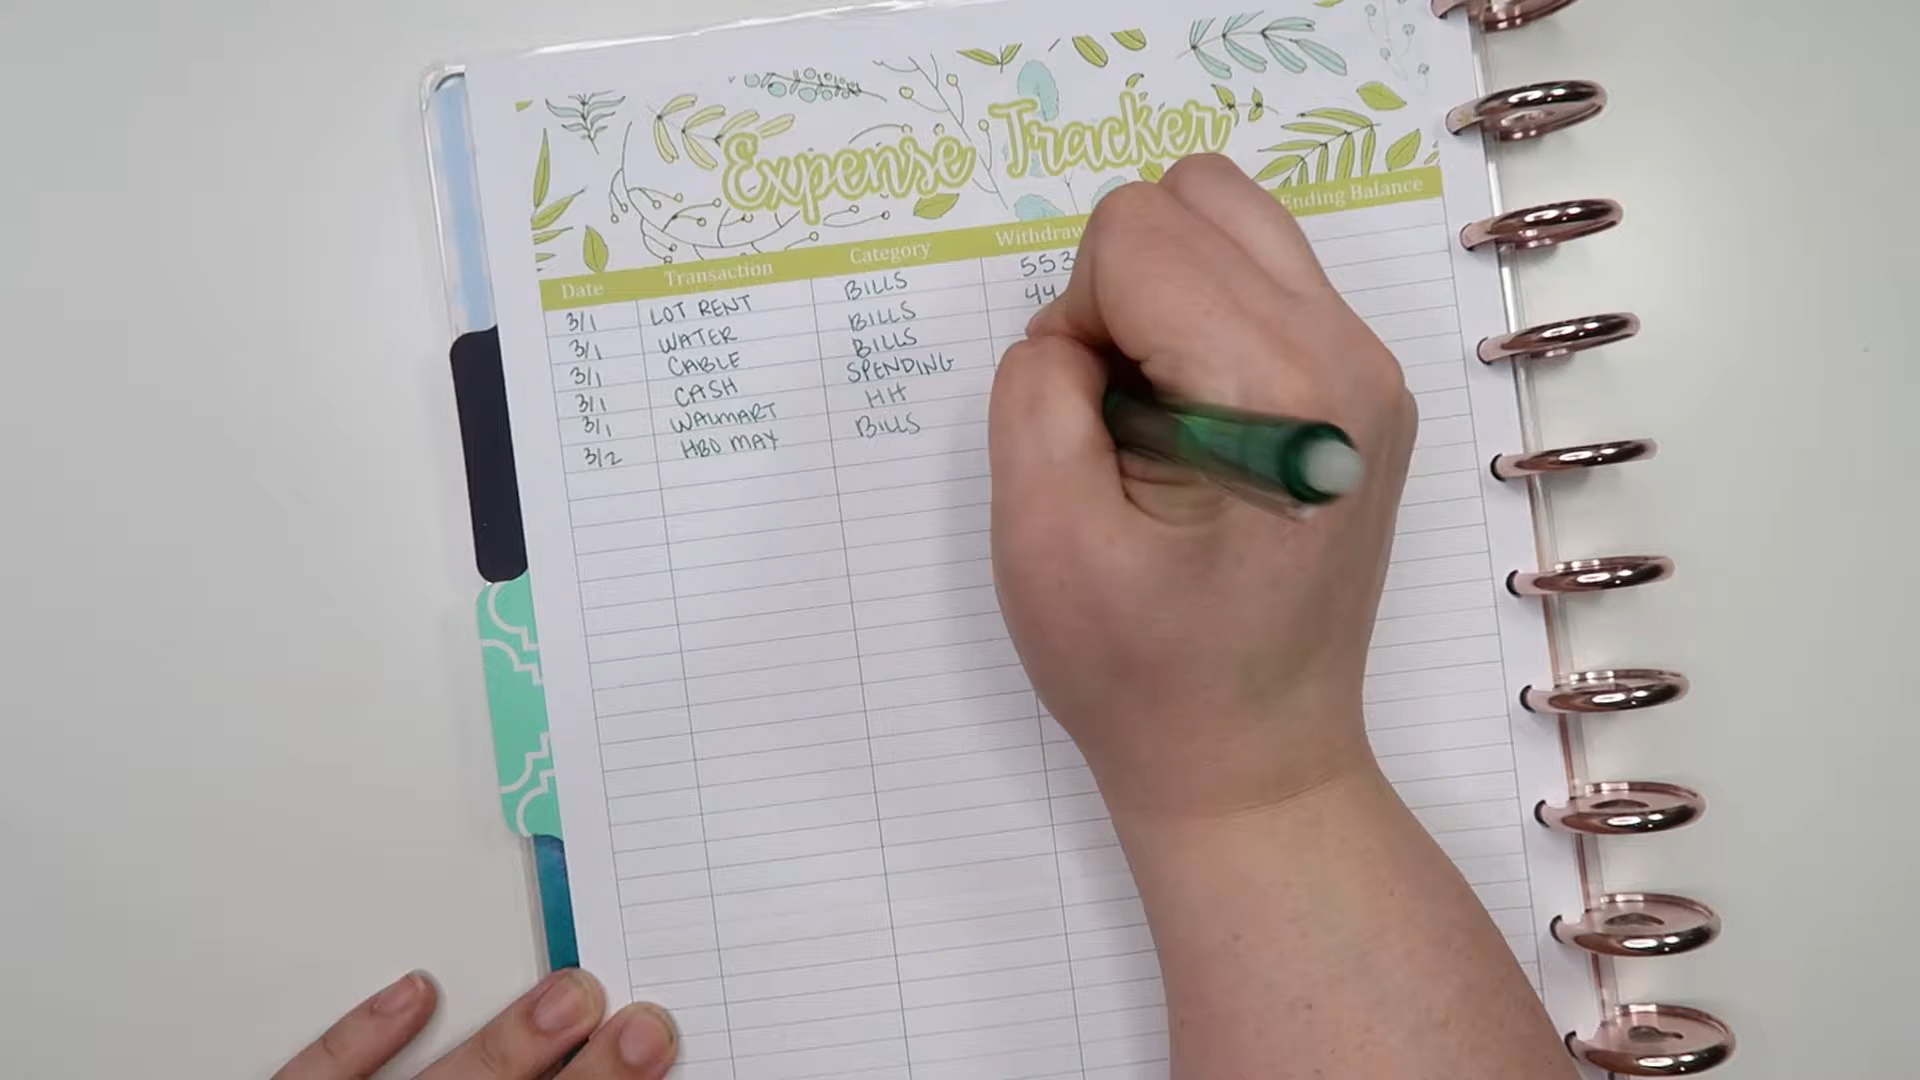 Expense Tracker
Date Transaction Category Withdraw Ending Balance
3/1 LOT RENT BILLS 553
3/1 WATER BILLS 44
3/1 CABLE BILLS
3/1 CASH SPENDING
3/1 WALMART HH
3/2 HBO MAX BILLS